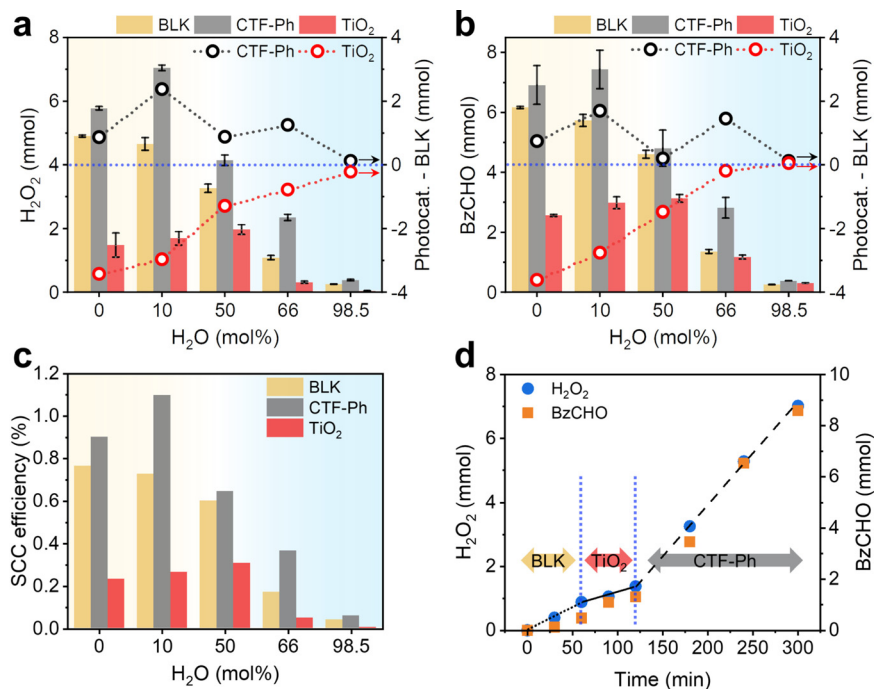 a
BLK CTF-Ph TiO₂
CTF-Ph TiO₂
H₂O₂ (mmol)
8
6
4
2
0
4
2
0
-2
-4
Photocat. - BLK (mmol)
0 10 50 66 98.5
H₂O (mol%)
b
BLK CTF-Ph TiO₂
CTF-Ph TiO₂
BzCHO (mmol)
8
6
4
2
0
4
2
0
-2
-4
Photocat. - BLK (mmol)
0 10 50 66 98.5
H₂O (mol%)
c
BLK
CTF-Ph
TiO₂
SCC efficiency (%)
1.2
1.0
0.8
0.6
0.4
0.2
0.0
0 10 50 66 98.5
H₂O (mol%)
d
H₂O₂
BzCHO
H₂O₂ (mmol)
8
6
4
2
0
10
8
6
4
2
0
BzCHO (mmol)
BLK TiO₂ CTF-Ph
0 50 100 150 200 250 300
Time (min)